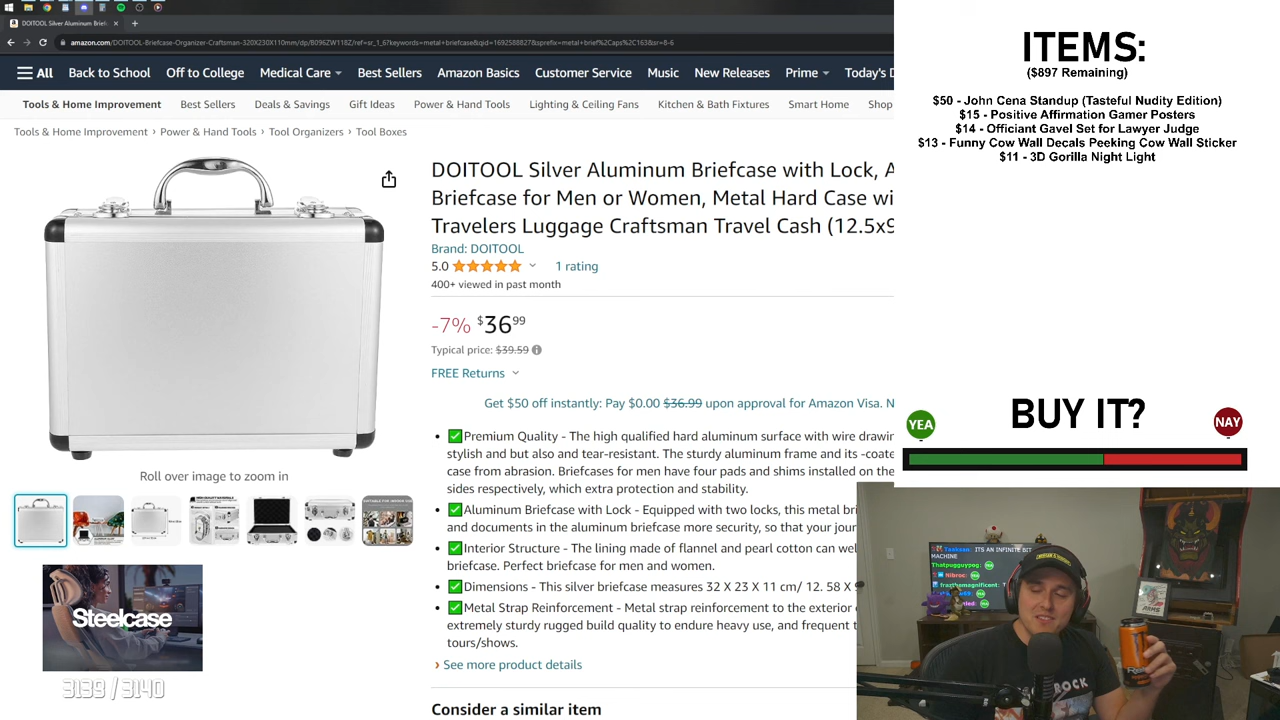 DOITOOL Silver Aluminum Brief
amazon.com/DOITOOL-Briefcase-Organizer-Craftsman-320X230X110mm/dp/B096ZW118Z/ref=sr_1_6?keywords=metal+briefcase&qid=1692588827&sprefix=metal+brief%2Caps%2C163&sr=8-6
All Back to School Off to College Medical Care Best Sellers Amazon Basics Customer Service Music New Releases Prime Today's
Tools & Home Improvement Best Sellers Deals & Savings Gift Ideas Power & Hand Tools Lighting & Ceiling Fans Kitchen & Bath Fixtures Smart Home Shop
Tools & Home Improvement › Power & Hand Tools › Tool Organizers › Tool Boxes
DOITOOL Silver Aluminum Briefcase with Lock, A
Briefcase for Men or Women, Metal Hard Case wi
Travelers Luggage Craftsman Travel Cash (12.5x9
Brand: DOITOOL
5.0 1 rating
400+ viewed in past month
-7% $36 99
Typical price: $39.59
FREE Returns
Get $50 off instantly: Pay $0.00 $36.99 upon approval for Amazon Visa. N
Premium Quality - The high qualified hard aluminum surface with wire drawin
stylish and but also and tear-resistant. The sturdy aluminum frame and its -coate
case from abrasion. Briefcases for men have four pads and shims installed on the
sides respectively, which extra protection and stability.
Aluminum Briefcase with Lock - Equipped with two locks, this metal bri
and documents in the aluminum briefcase more security, so that your jour
Interior Structure - The lining made of flannel and pearl cotton can wel
briefcase. Perfect briefcase for men and women.
Dimensions - This silver briefcase measures 32 X 23 X 11 cm/ 12. 58 X 9
Metal Strap Reinforcement - Metal strap reinforcement to the exterior
extremely sturdy rugged build quality to endure heavy use, and frequent t
tours/shows.
› See more product details
Consider a similar item
Roll over image to zoom in
Steelcase
3139 / 3140
ITEMS:
($897 Remaining)
$50 - John Cena Standup (Tasteful Nudity Edition)
$15 - Positive Affirmation Gamer Posters
$14 - Officiant Gavel Set for Lawyer Judge
$13 - Funny Cow Wall Decals Peeking Cow Wall Sticker
$11 - 3D Gorilla Night Light
BUY IT?
YEA
NAY
ITS AN INFINITE BIT
MACHINE
Thatpugguypog: YEA
Nibroc: YEA
frazthemagnificent:
ARMS